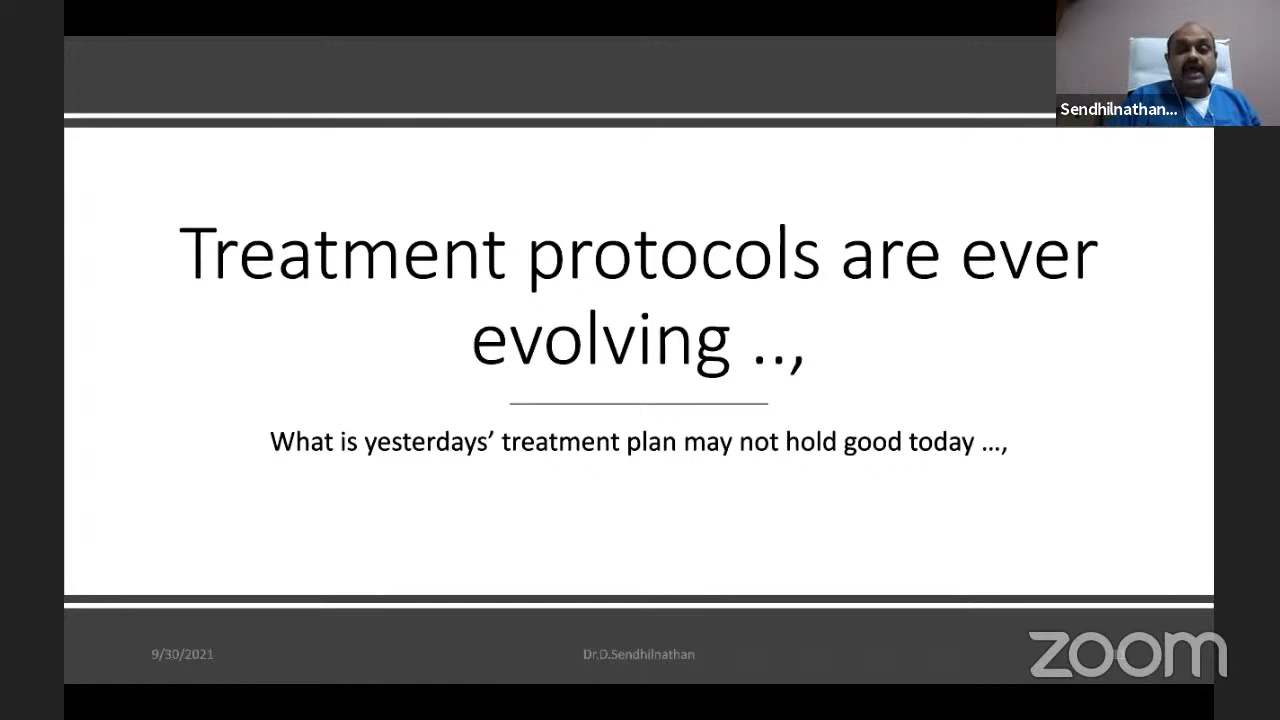 Sendhilnathan...
Treatment protocols are ever
evolving ..,
What is yesterdays’ treatment plan may not hold good today ...,
9/30/2021
Dr.D.Sendhilnathan
zoom